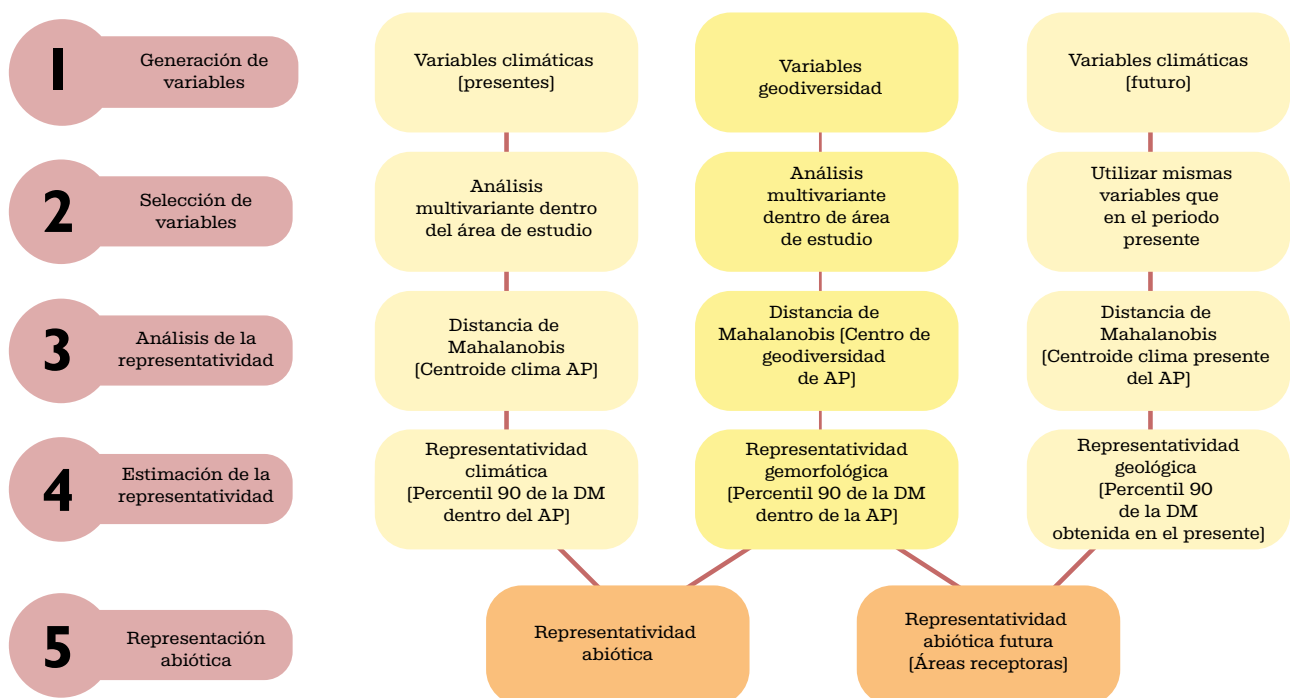 1
Generación de
variables
Variables climáticas
(presentes)
Variables
geodiversidad
Variables climáticas
(futuro)
2
Selección de
variables
Análisis
multivariante dentro
del área de estudio
Análisis
multivariante
dentro de área
de estudio
Utilizar mismas
variables que
en el periodo
presente
3
Análisis de la
representatividad
Distancia de
Mahalanobis
(Centroide clima AP)
Distancia de
Mahalanobis (Centro de
geodiversidad
de AP)
Distancia de
Mahalanobis
(Centroide clima presente
del AP)
4
Estimación de la
representatividad
Representatividad
climática
(Percentil 90 de la DM
dentro del AP)
Representatividad
gemorfológica
(Percentil 90 de la DM
dentro de la AP)
Representatividad
geológica
(Percentil 90
de la DM
obtenida en el presente)
5
Representación
abiótica
Representatividad
abiótica
Representatividad
abiótica futura
(Áreas receptoras)